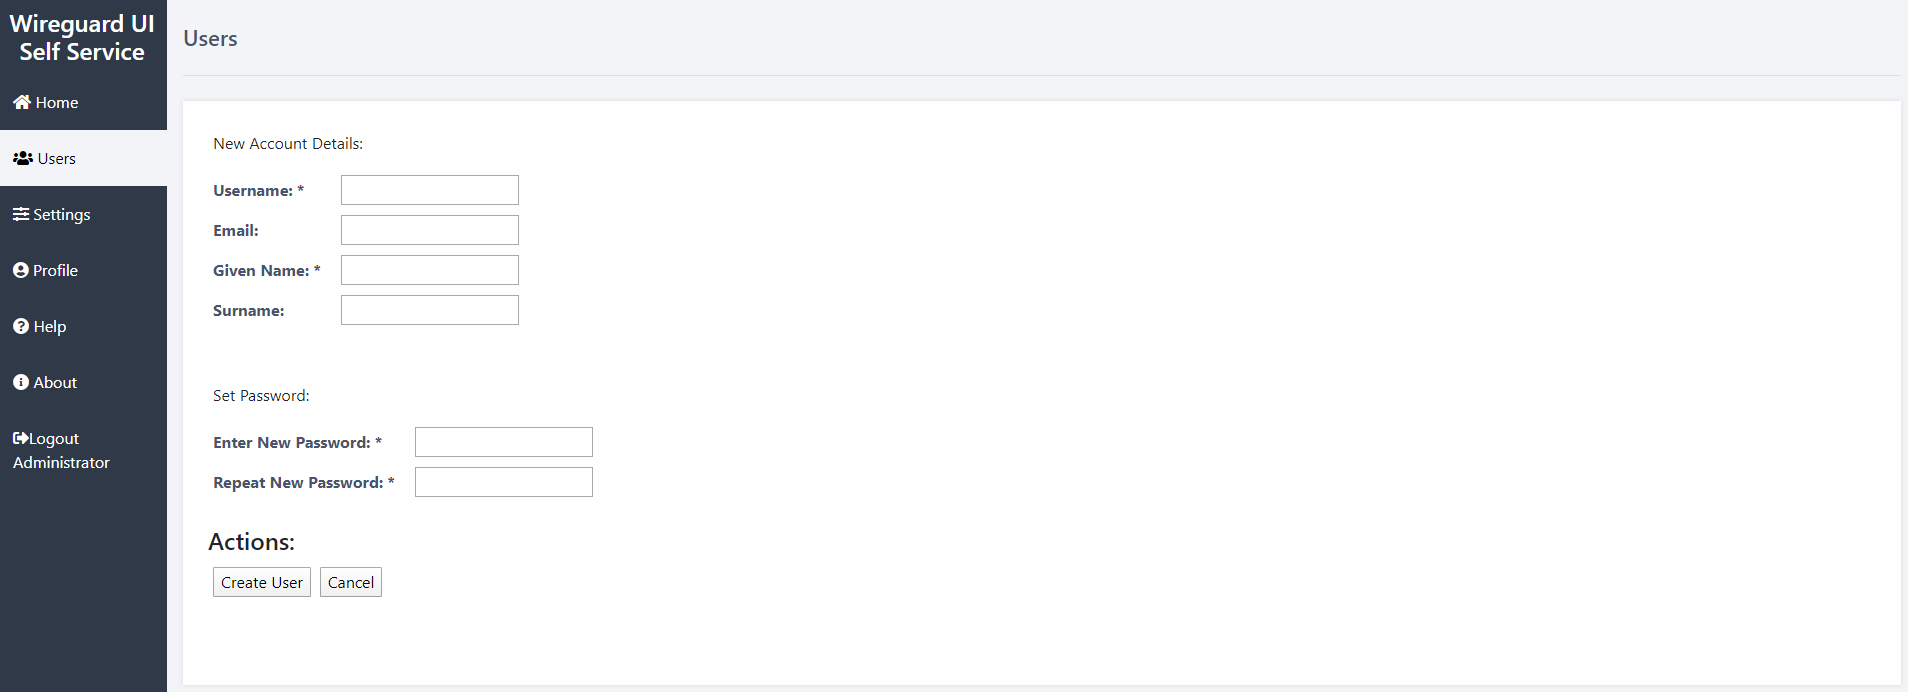 Wireguard UI
Self Service
Home
Users
Settings
Profile
Help
About
Logout
Administrator
Users
New Account Details:
Username: *
Email:
Given Name: *
Surname:
Set Password:
Enter New Password: *
Repeat New Password: *
Actions:
Create User Cancel